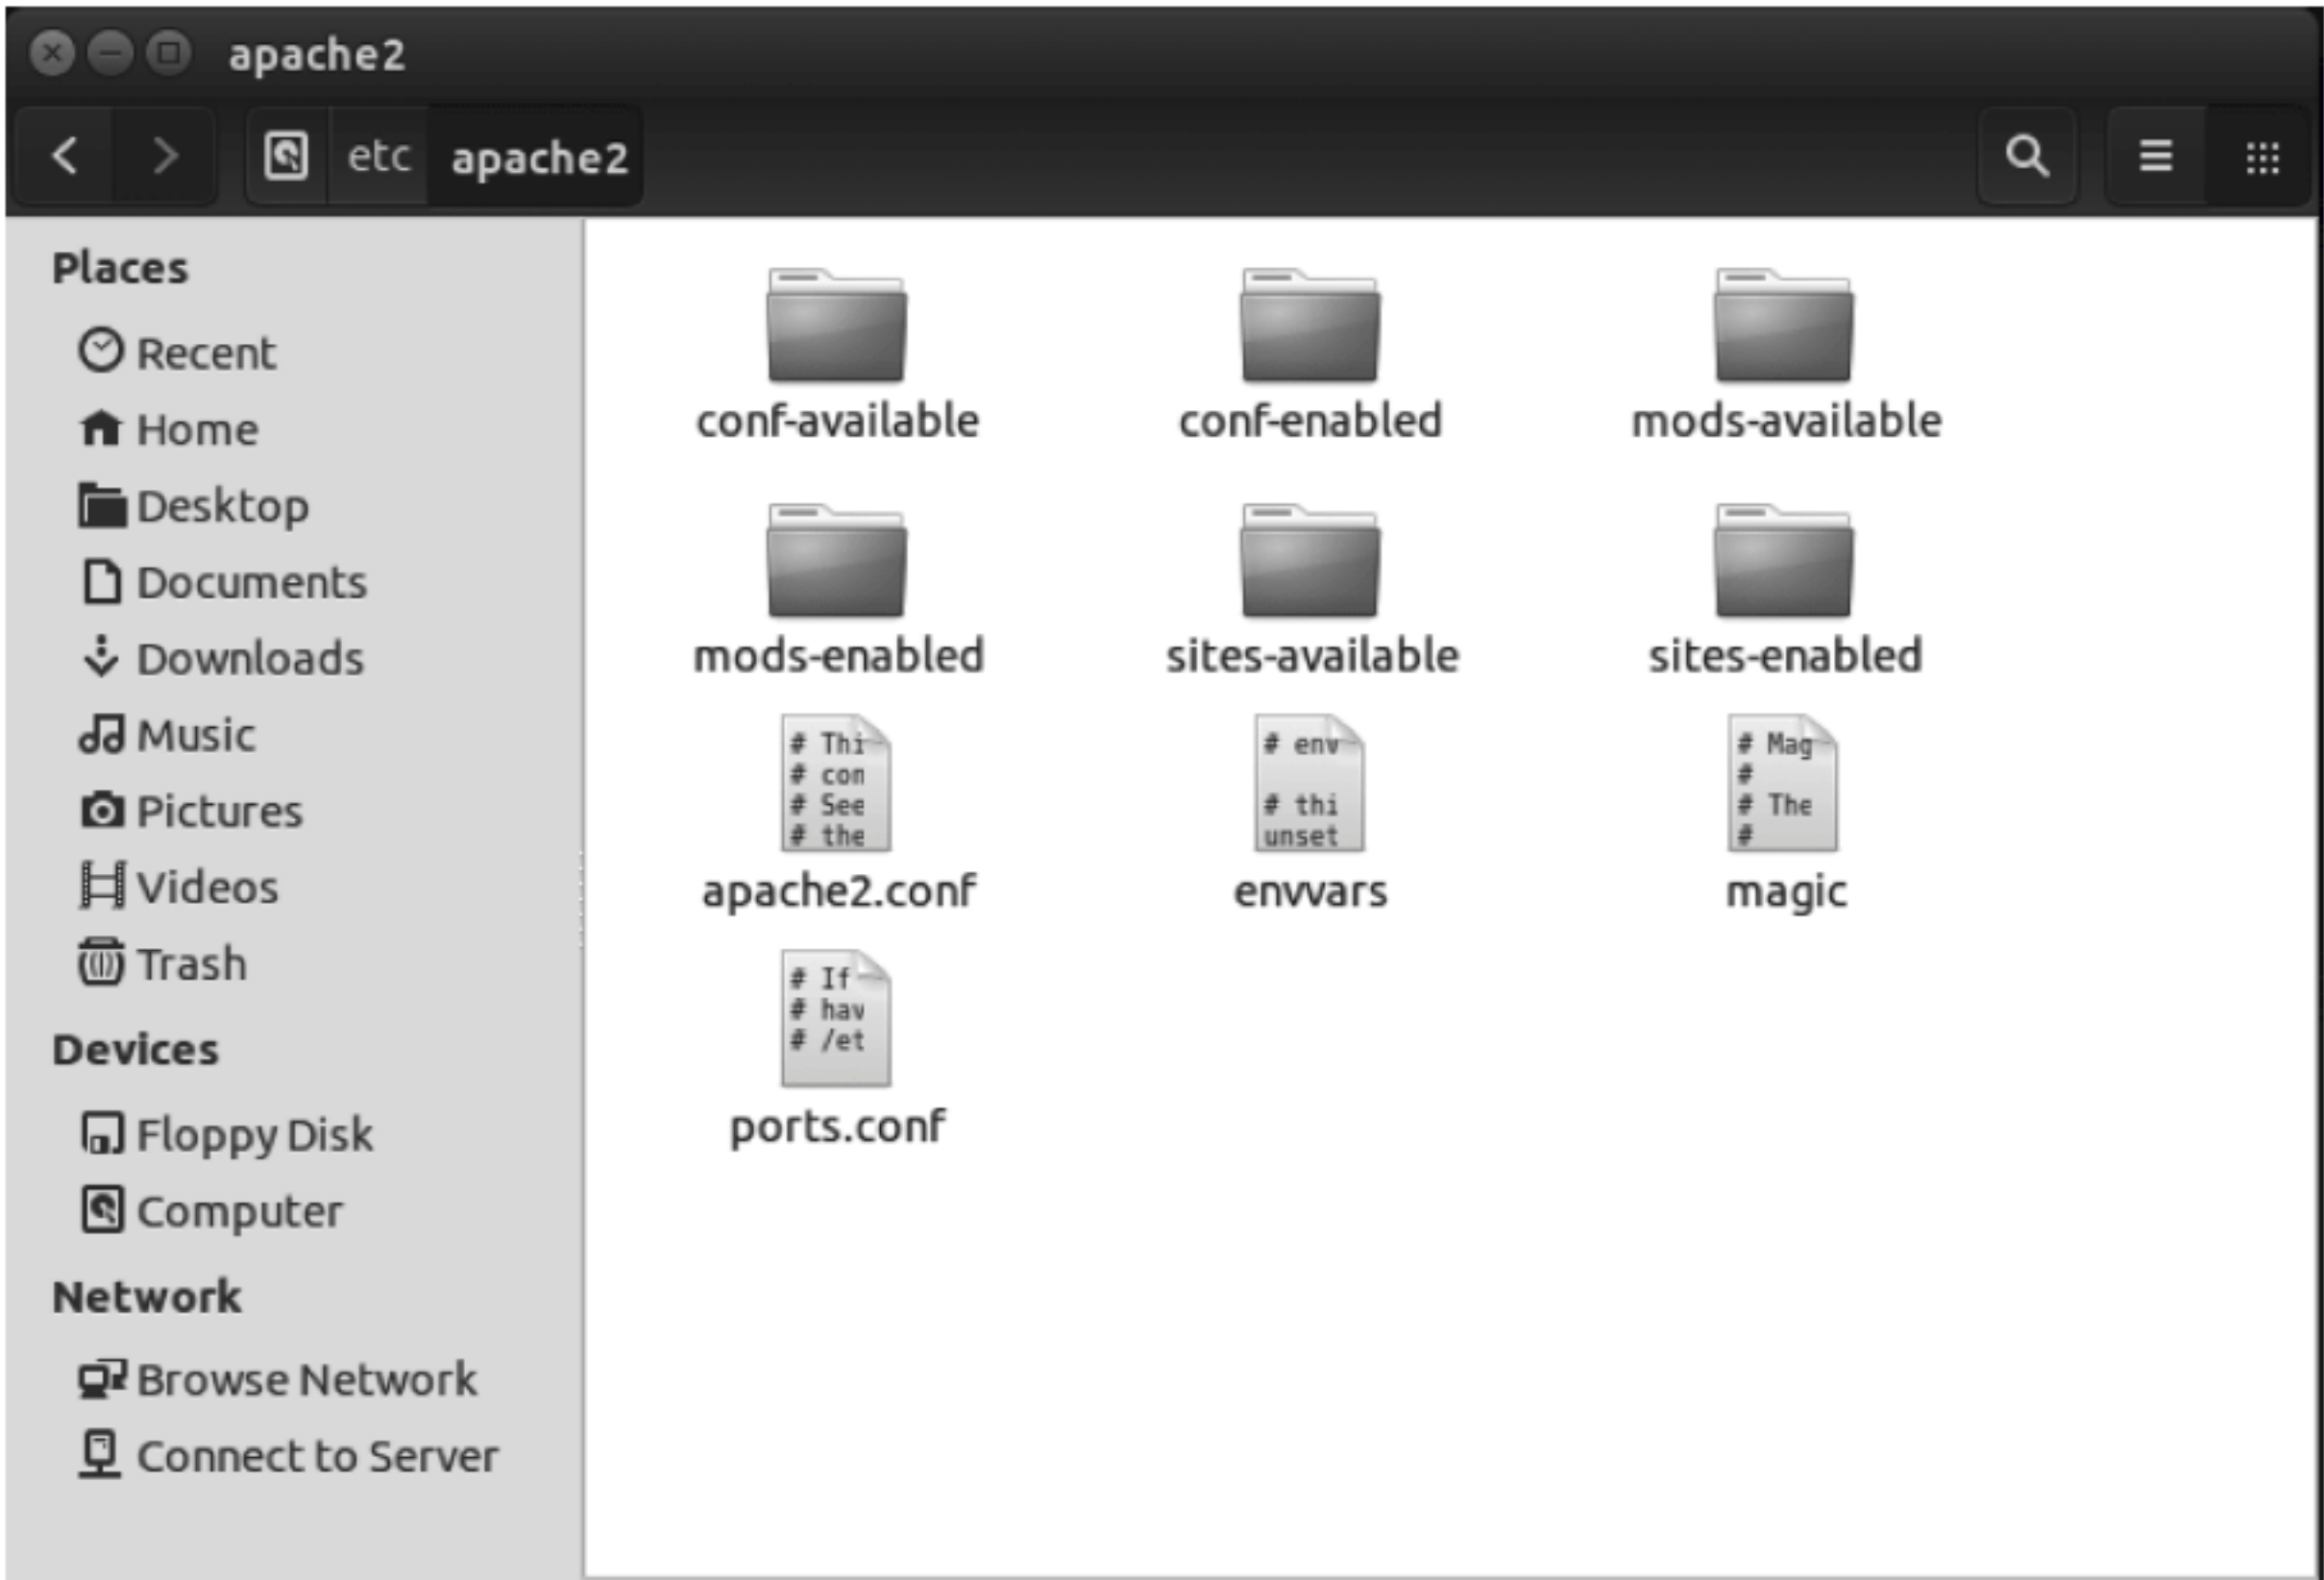 apache2
etc apache2
Places
Recent
Home
Desktop
Documents
Downloads
Music
Pictures
Videos
Trash
Devices
Floppy Disk
Computer
Network
Browse Network
Connect to Server
conf-available conf-enabled mods-available
mods-enabled sites-available sites-enabled
# Thi
# con
# See
# the
apache2.conf
# env
# thi
unset
envvars
# Mag
#
# The
#
magic
# If
# hav
# /et
ports.conf